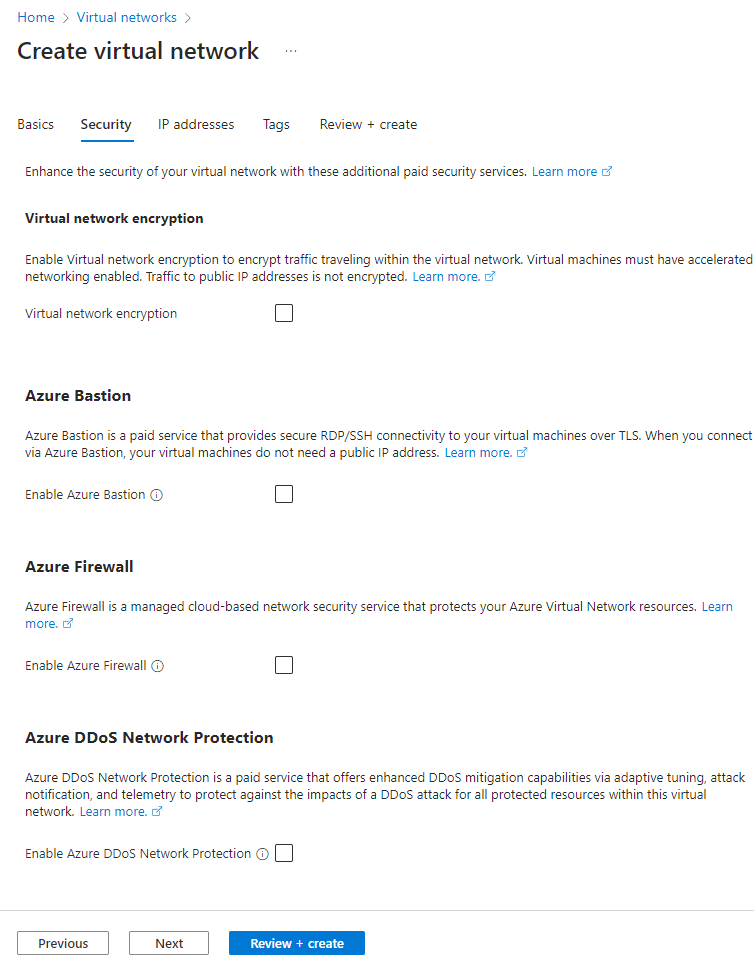 Home > Virtual networks >
Create virtual network ...
Basics Security IP addresses Tags Review + create
Enhance the security of your virtual network with these additional paid security services. Learn more
Virtual network encryption
Enable Virtual network encryption to encrypt traffic traveling within the virtual network. Virtual machines must have accelerated
networking enabled. Traffic to public IP addresses is not encrypted. Learn more.
Virtual network encryption
Azure Bastion
Azure Bastion is a paid service that provides secure RDP/SSH connectivity to your virtual machines over TLS. When you connect
via Azure Bastion, your virtual machines do not need a public IP address. Learn more.
Enable Azure Bastion
Azure Firewall
Azure Firewall is a managed cloud-based network security service that protects your Azure Virtual Network resources. Learn
more.
Enable Azure Firewall
Azure DDoS Network Protection
Azure DDoS Network Protection is a paid service that offers enhanced DDoS mitigation capabilities via adaptive tuning, attack
notification, and telemetry to protect against the impacts of a DDoS attack for all protected resources within this virtual
network. Learn more.
Enable Azure DDoS Network Protection
Previous Next Review + create